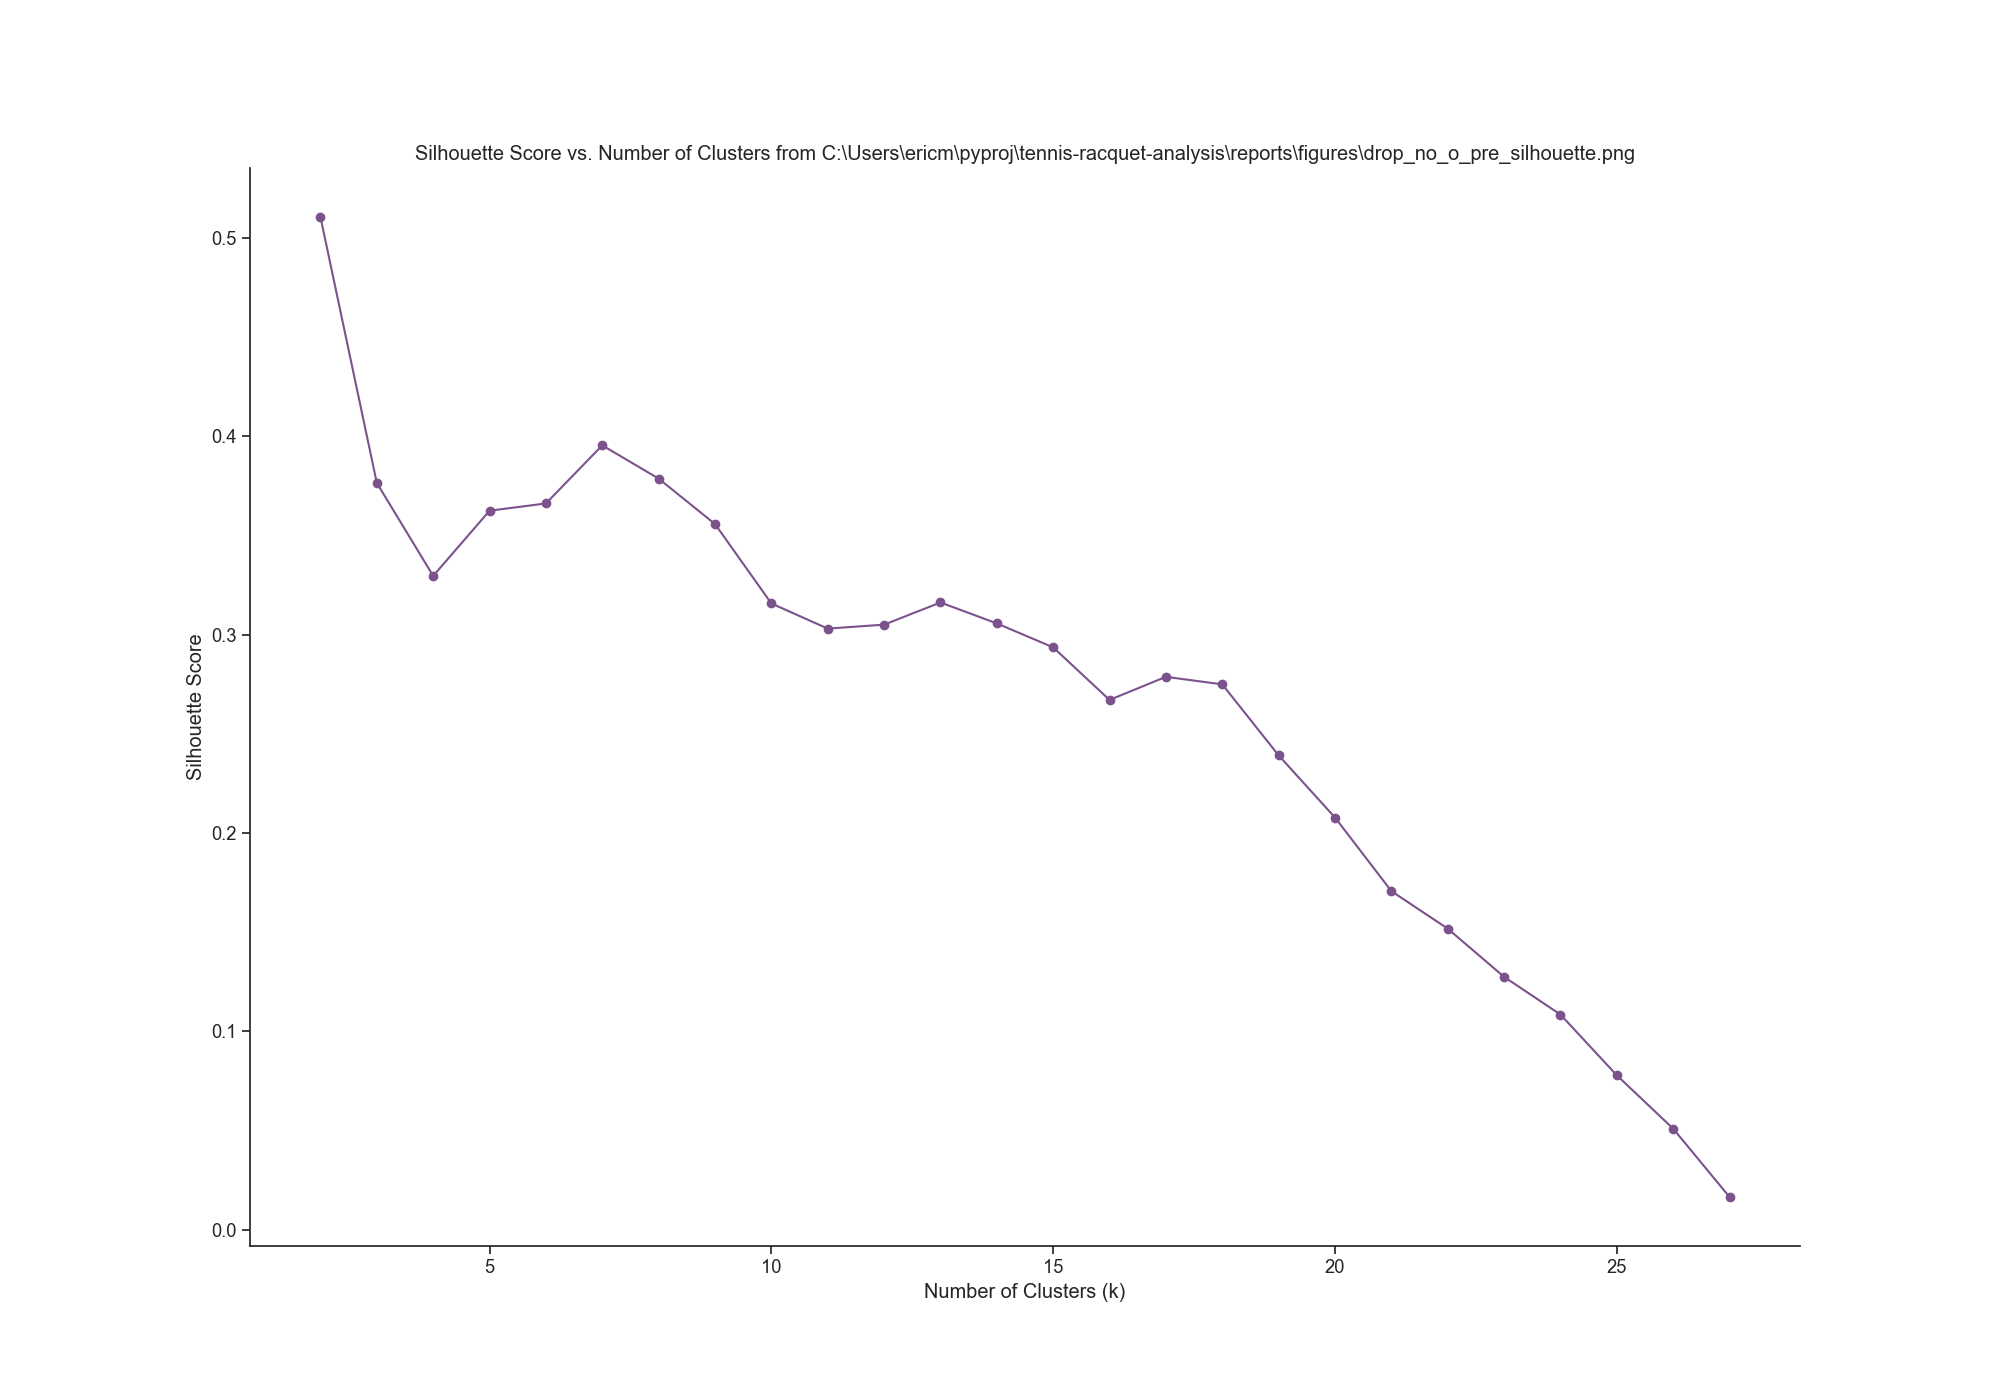 Silhouette Score vs. Number of Clusters from C:\Users\ericm\pyproj\tennis-racquet-analysis\reports\figures\drop_no_o_pre_silhouette.png
Silhouette Score
0.5
0.4
0.3
0.2
0.1
0.0
5 10 15 20 25
Number of Clusters (k)